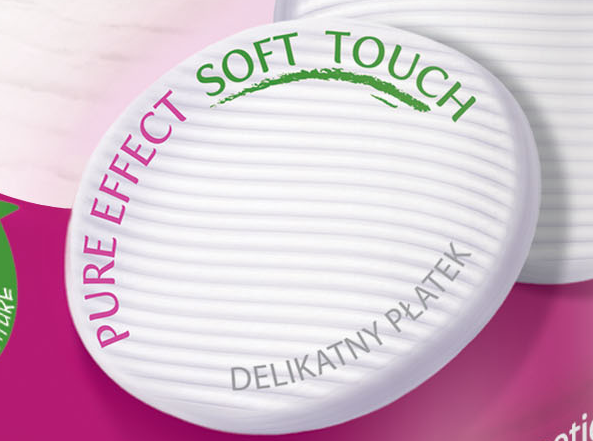 PURE EFFECT SOFT TOUCH
DELIKATNY PŁATEK